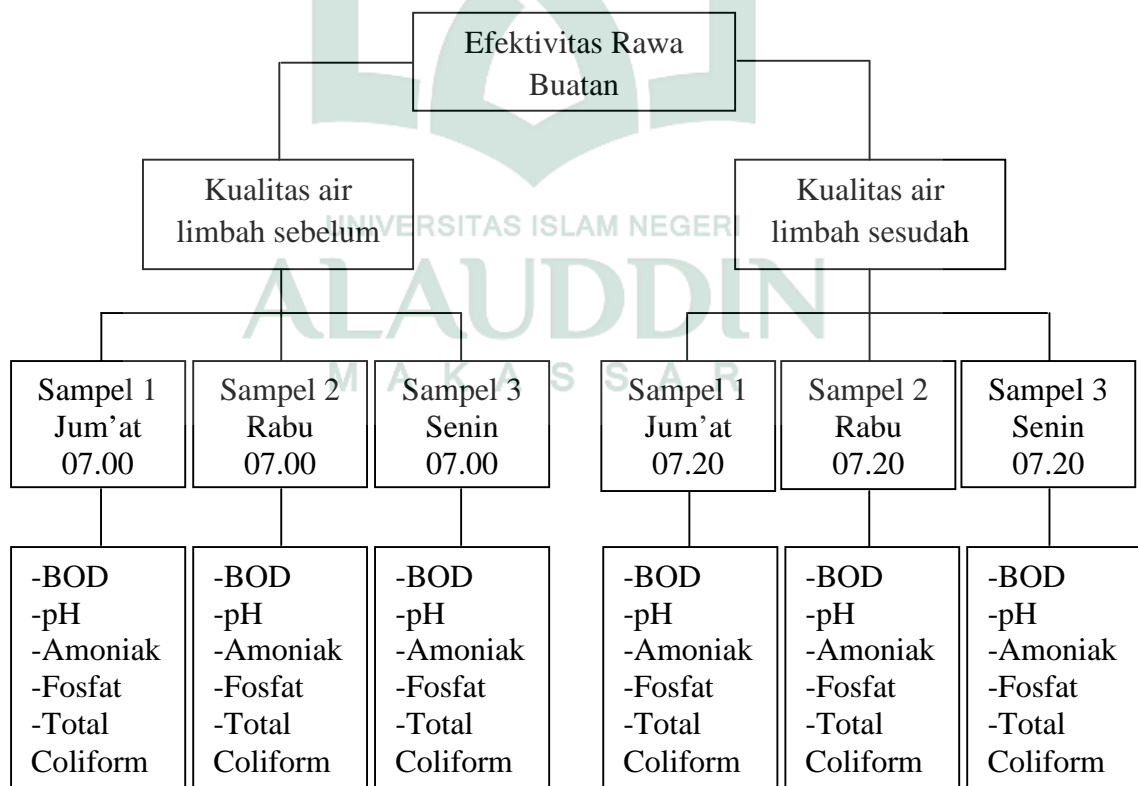 Efektivitas Rawa
Buatan
Kualitas air
limbah sebelum
Kualitas air
limbah sesudah
UNIVERSITAS ISLAM NEGERI
ALAUDDIN
MAKASSAR
Sampel 1
Jum’at
07.00
Sampel 2
Rabu
07.00
Sampel 3
Senin
07.00
Sampel 1
Jum’at
07.20
Sampel 2
Rabu
07.20
Sampel 3
Senin
07.20
-BOD
-pH
-Amoniak
-Fosfat
-Total
Coliform
-BOD
-pH
-Amoniak
-Fosfat
-Total
Coliform
-BOD
-pH
-Amoniak
-Fosfat
-Total
Coliform
-BOD
-pH
-Amoniak
-Fosfat
-Total
Coliform
-BOD
-pH
-Amoniak
-Fosfat
-Total
Coliform
-BOD
-pH
-Amoniak
-Fosfat
-Total
Coliform